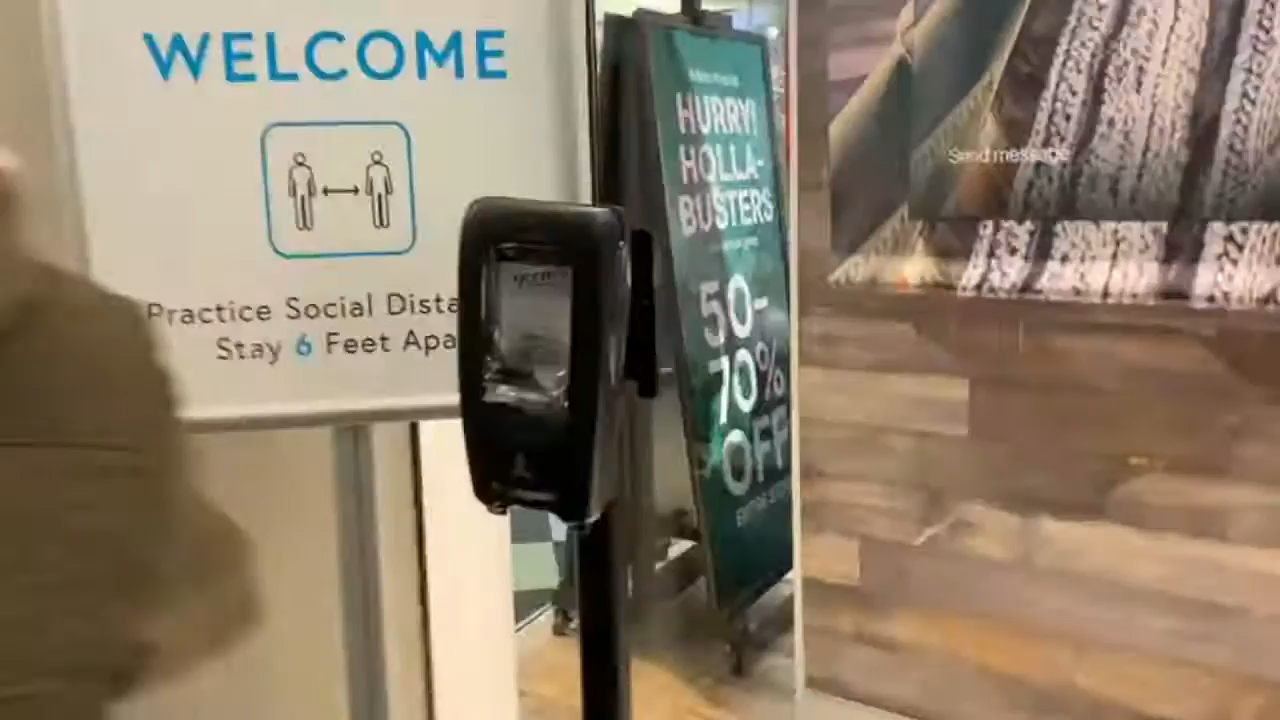 WELCOME
Practice Social Dista
Stay 6 Feet Apa
HURRY!
HOLLA-
BUSTERS
50-
70%
OFF
Send message